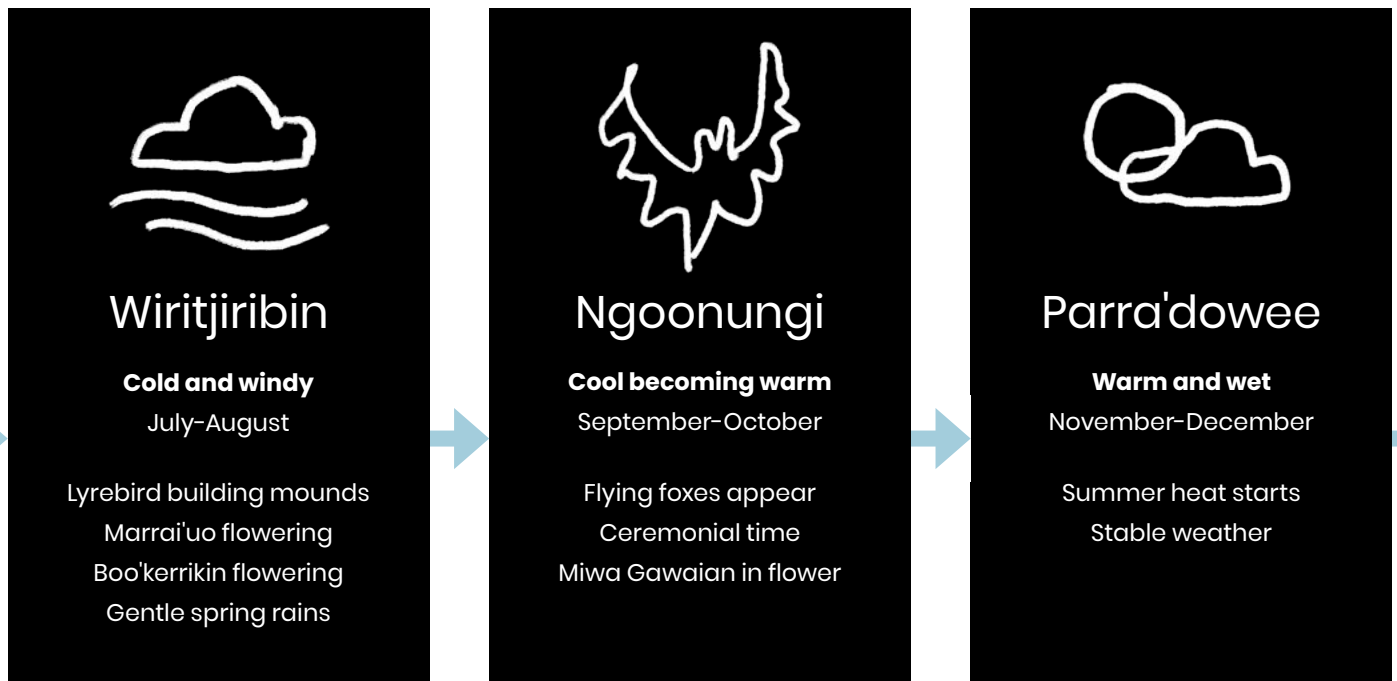 Wiritjiribin
Cold and windy
July-August
Lyrebird building mounds
Marrai'uo flowering
Boo'kerrikin flowering
Gentle spring rains
Ngoonungi
Cool becoming warm
September-October
Flying foxes appear
Ceremonial time
Miwa Gawaian in flower
Parra'dowee
Warm and wet
November-December
Summer heat starts
Stable weather